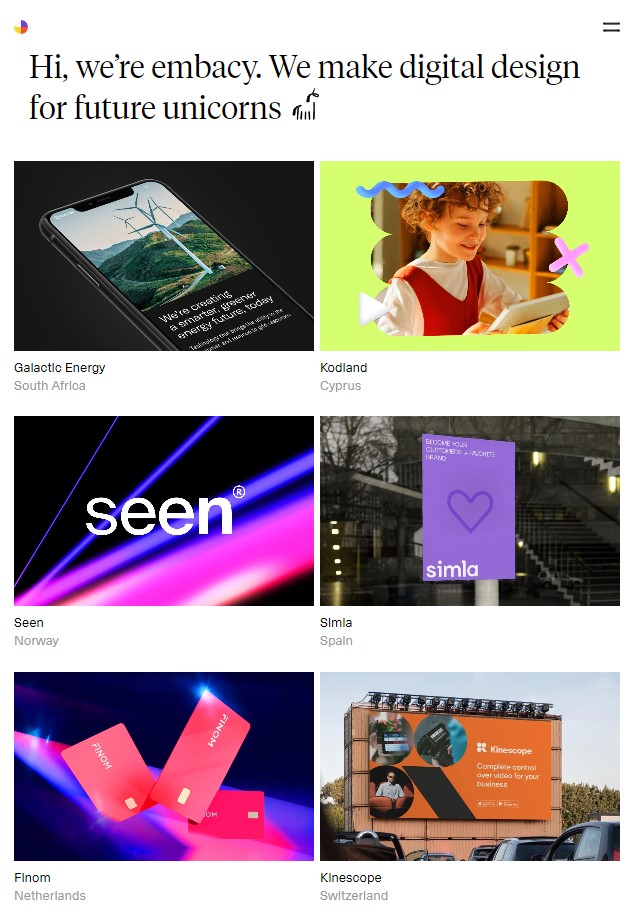 Hi, we're embacy. We make digital design
for future unicorns
We're creating
a smarter, greener
energy future, today
Galactic Energy
South Africa
Kodland
Cyprus
seen®
Seen
Norway
BECOME YOUR
CUSTOMERS' FAVORITE
BRAND
simla
Simla
Spain
FINOM
FINOM
NOM
Finom
Netherlands
Kinescope
Complete control
over video for your
business
Kinescope
Switzerland